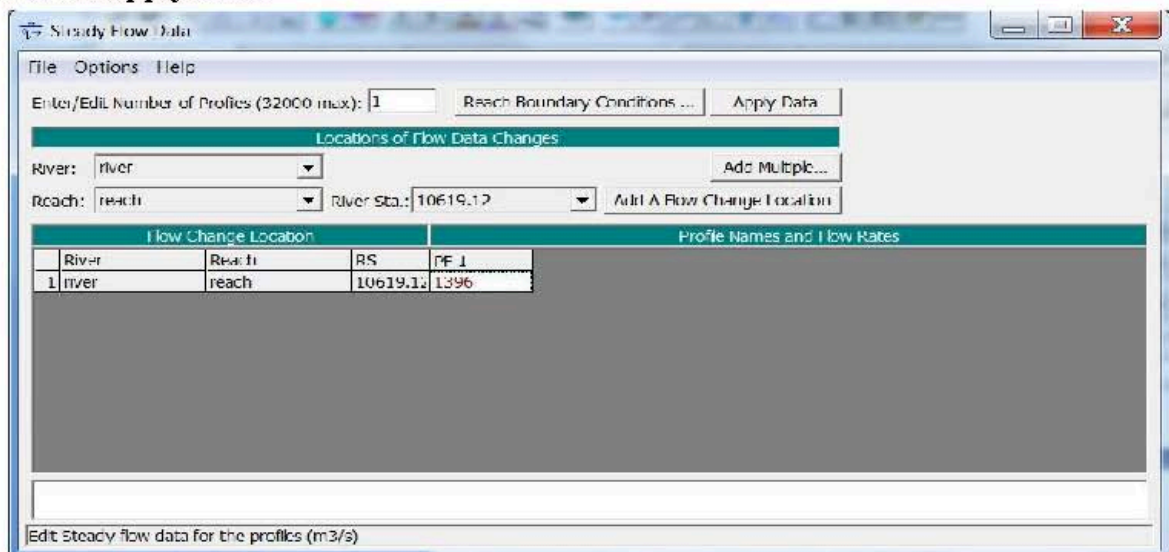 Steady Flow Data
File Options Help
Enter/Edit Number of Profiles (32000 max): 1 Reach Boundary Conditions ... Apply Data
Locations of Flow Data Changes
River: river Add Multiple...
Reach: reach River Sta.: 10619.12 Add A Flow Change Location
Flow Change Location Profile Names and Flow Rates
River Reach RS PF 1
1 river reach 10619.12 1396
Edit Steady flow data for the profiles (m3/s)